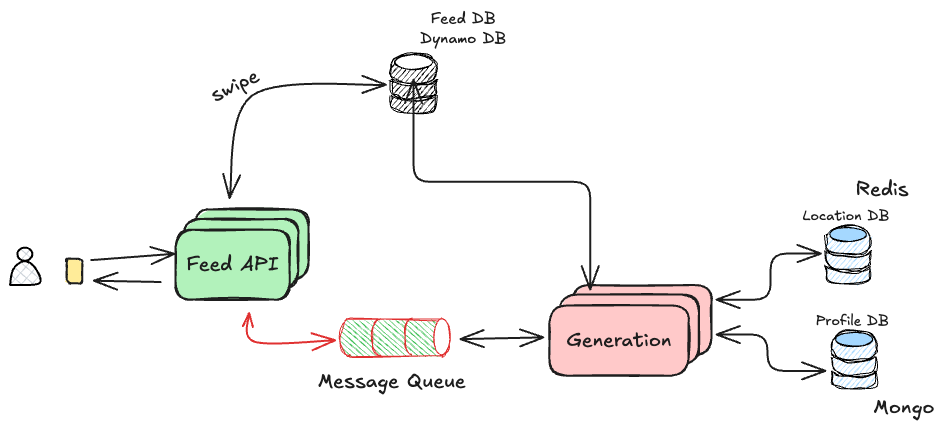 Feed DB
Dynamo DB
swipe
Redis
Location DB
Feed API
Profile DB
Generation
Message Queue
Mongo